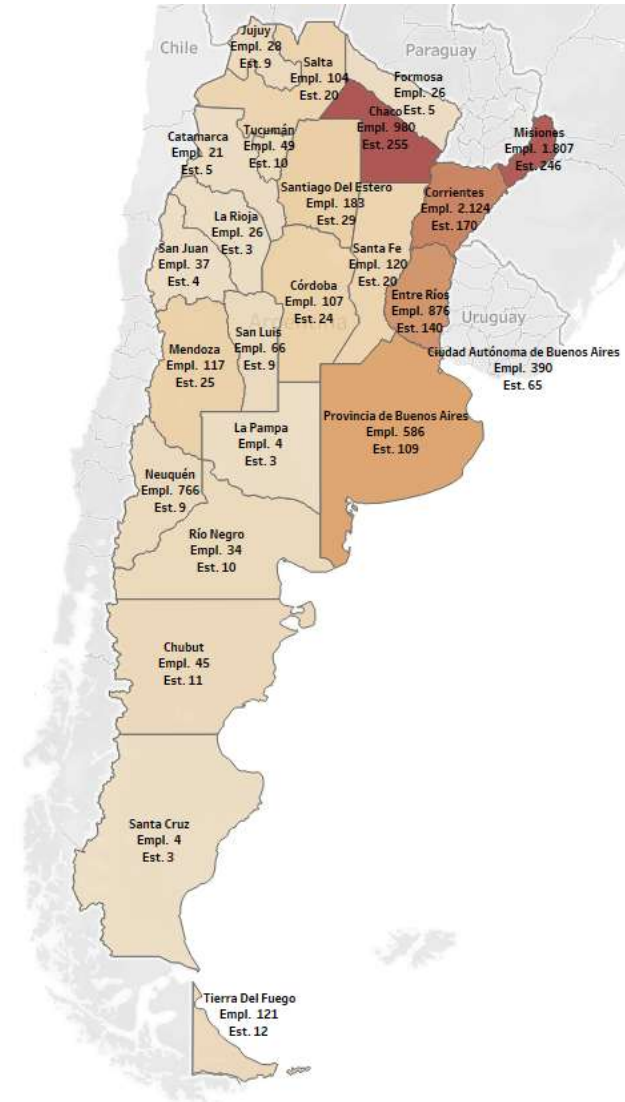 Jujuy
Empl. 28
Est. 9
Chile
Salta
Empl. 104
Est. 20
Paraguay
Formosa
Empl. 26
Est. 5
Chaco
Empl. 980
Est. 255
Misiones
Empl. 1.807
Est. 246
Catamarca
Empl. 21
Est. 5
Tucumán
Empl. 49
Est. 10
Santiago Del Estero
Empl. 183
Est. 29
Corrientes
Empl. 2.124
Est. 170
La Rioja
Empl. 26
Est. 3
San Juan
Empl. 37
Est. 4
Santa Fe
Empl. 120
Est. 20
Córdoba
Empl. 107
Est. 24
Argentina
Entre Ríos
Empl. 876
Est. 140
Uruguay
San Luis
Empl. 66
Est. 9
Mendoza
Empl. 117
Est. 25
Ciudad Autónoma de Buenos Aires
Empl. 390
Est. 65
Provincia de Buenos Aires
Empl. 586
Est. 109
La Pampa
Empl. 4
Est. 3
Neuquén
Empl. 766
Est. 9
Río Negro
Empl. 34
Est. 10
Chubut
Empl. 45
Est. 11
Santa Cruz
Empl. 4
Est. 3
Tierra Del Fuego
Empl. 121
Est. 12